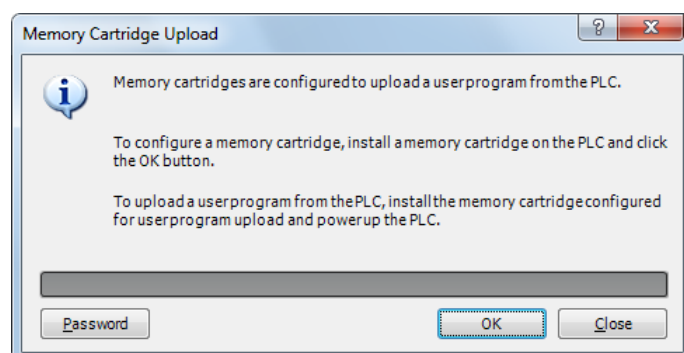 Memory Cartridge Upload
Memory cartridges are configured to upload a user program from the PLC.
To configure a memory cartridge, install a memory cartridge on the PLC and click
the OK button.
To upload a user program from the PLC, install the memory cartridge configured
for user program upload and power up the PLC.
Password
OK
Close